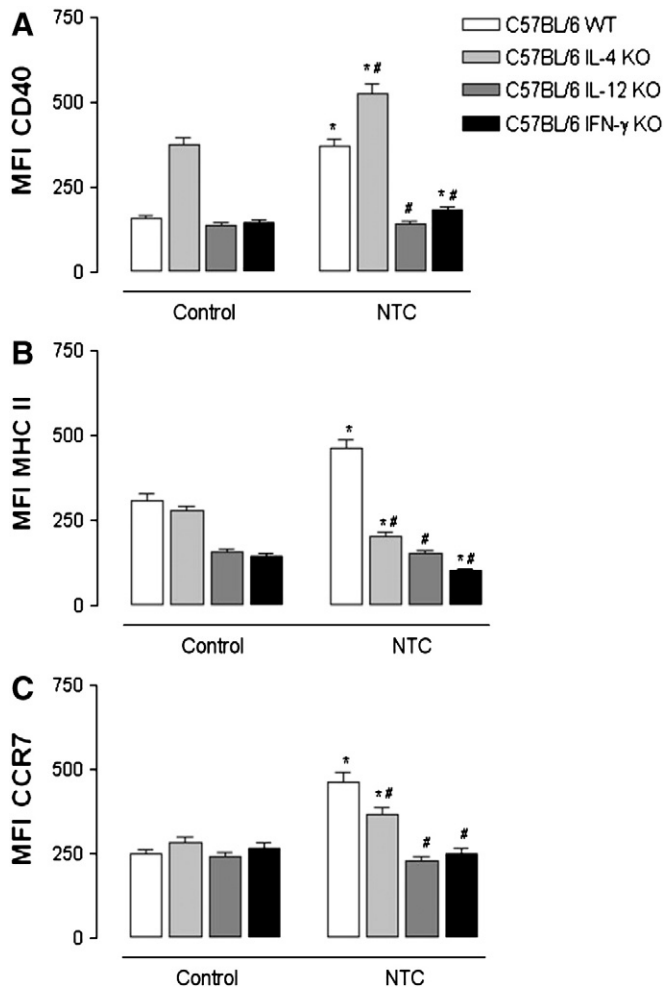 A
MFI CD40
750
500
250
0
C57BL/6 WT
C57BL/6 IL-4 KO
C57BL/6 IL-12 KO
C57BL/6 IFN-γ KO
*
*#
#
*#
Control
NTC
B
MFI MHC II
750
500
250
0
*
*#
#
*#
Control
NTC
C
MFI CCR7
750
500
250
0
*
*#
#
#
Control
NTC